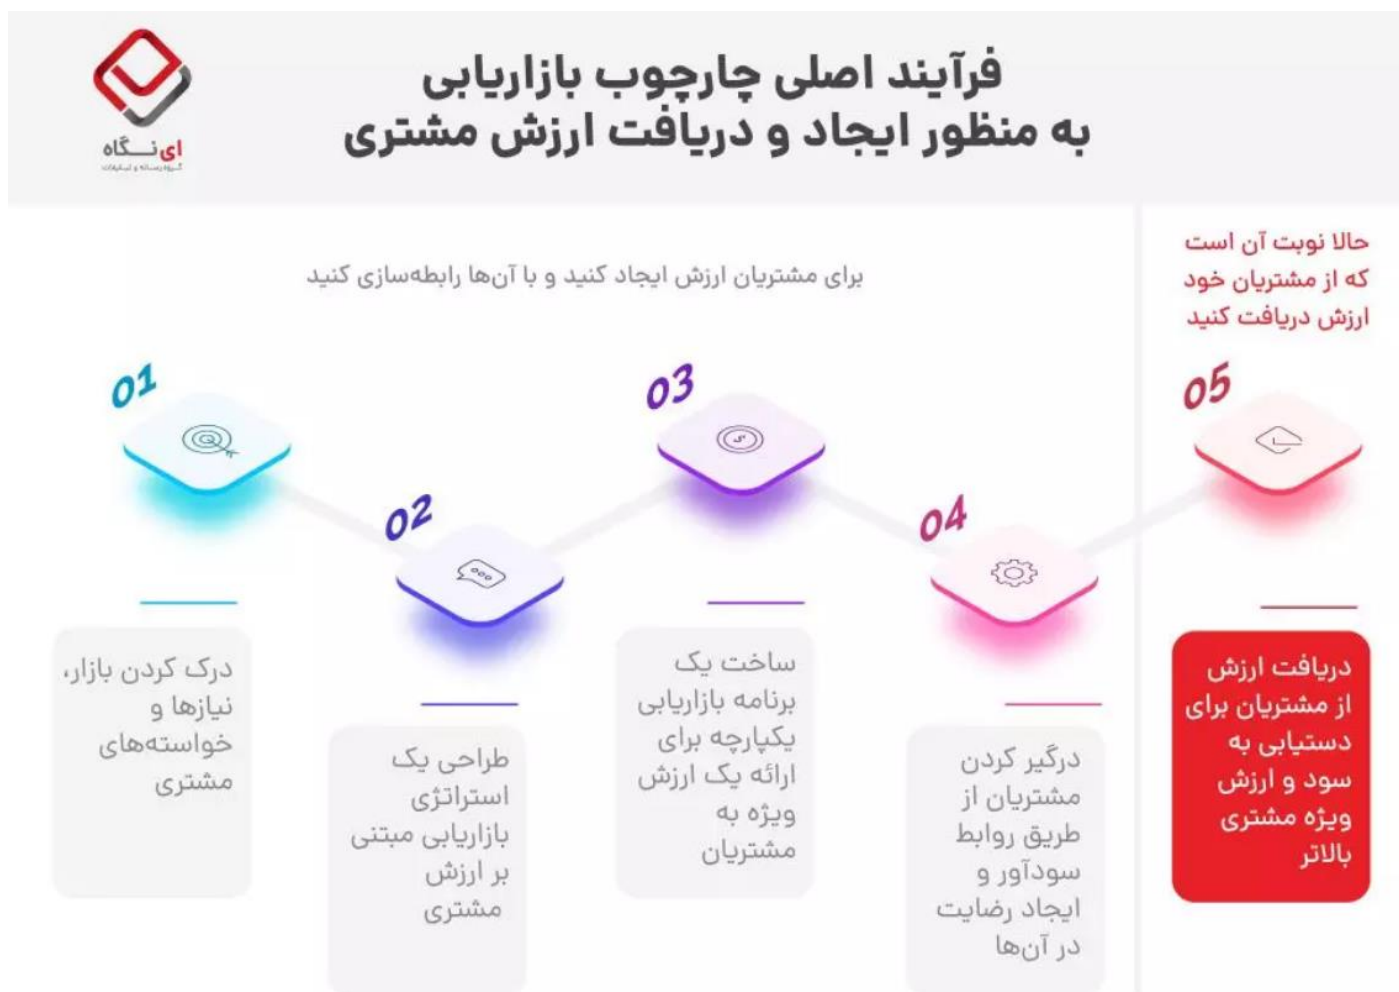 فرآیند اصلی چارچوب بازاریابی
به منظور ایجاد و دریافت ارزش مشتری
ای نـــگاه
گروه رسانه و تبلیغات
برای مشتریان ارزش ایجاد کنید و با آن‌ها رابطه‌سازی کنید
حالا نوبت آن است
که از مشتریان خود
ارزش دریافت کنید
01
درک کردن بازار،
نیازها و
خواسته‌های
مشتری
02
طراحی یک
استراتژی
بازاریابی مبتنی
بر ارزش
مشتری
03
ساخت یک
برنامه بازاریابی
یکپارچه برای
ارائه یک ارزش
ویژه به
مشتریان
04
درگیر کردن
مشتریان از
طریق روابط
سودآور و
ایجاد رضایت
در آن‌ها
05
دریافت ارزش
از مشتریان برای
دستیابی به
سود و ارزش
ویژه مشتری
بالاتر